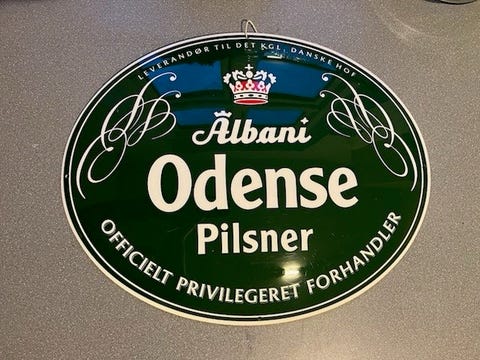 LEVERANDØR TIL DET KGL. DANSKE HOF
Albani
Odense
Pilsner
OFFICIELT PRIVILEGERET FORHANDLER